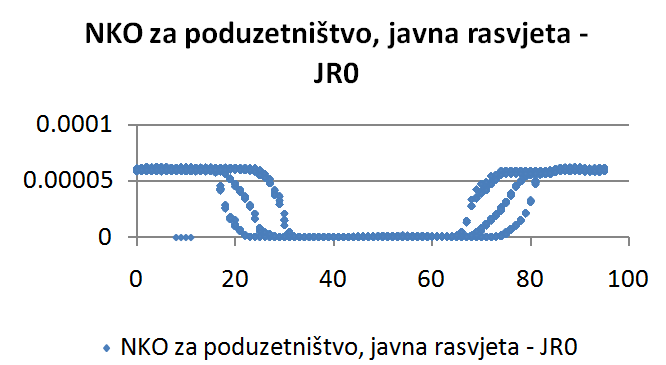 NKO za poduzetništvo, javna rasvjeta -
JR0
0.0001
0.00005
0
0 20 40 60 80 100
NKO za poduzetništvo, javna rasvjeta - JR0